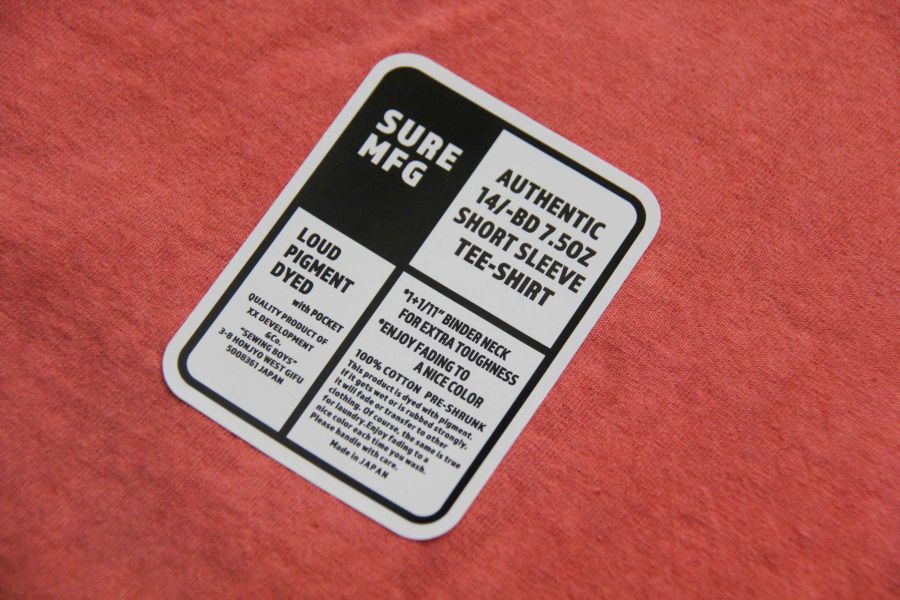 SURE
MFG
AUTHENTIC
14/-BD 7.5OZ
SHORT SLEEVE
TEE-SHIRT
LOUD
PIGMENT
DYED
with POCKET
QUALITY PRODUCT OF
XX DEVELOPMENT
&Co.
"SEWING BOYS"
3-8 HONJYO WEST GIFU
5008361 JAPAN
*1+1/11" BINDER NECK
FOR EXTRA TOUGHNESS
*ENJOY FADING TO
A NICE COLOR
100% COTTON PRE-SHRUNK
This product is dyed with pigment.
If it gets wet or is rubbed strongly,
it will fade or transfer to other
clothing. Of course, the same is true
for laundry.Enjoy fading to a
nice color each time you wash.
Please handle with care.
Made in JAPAN